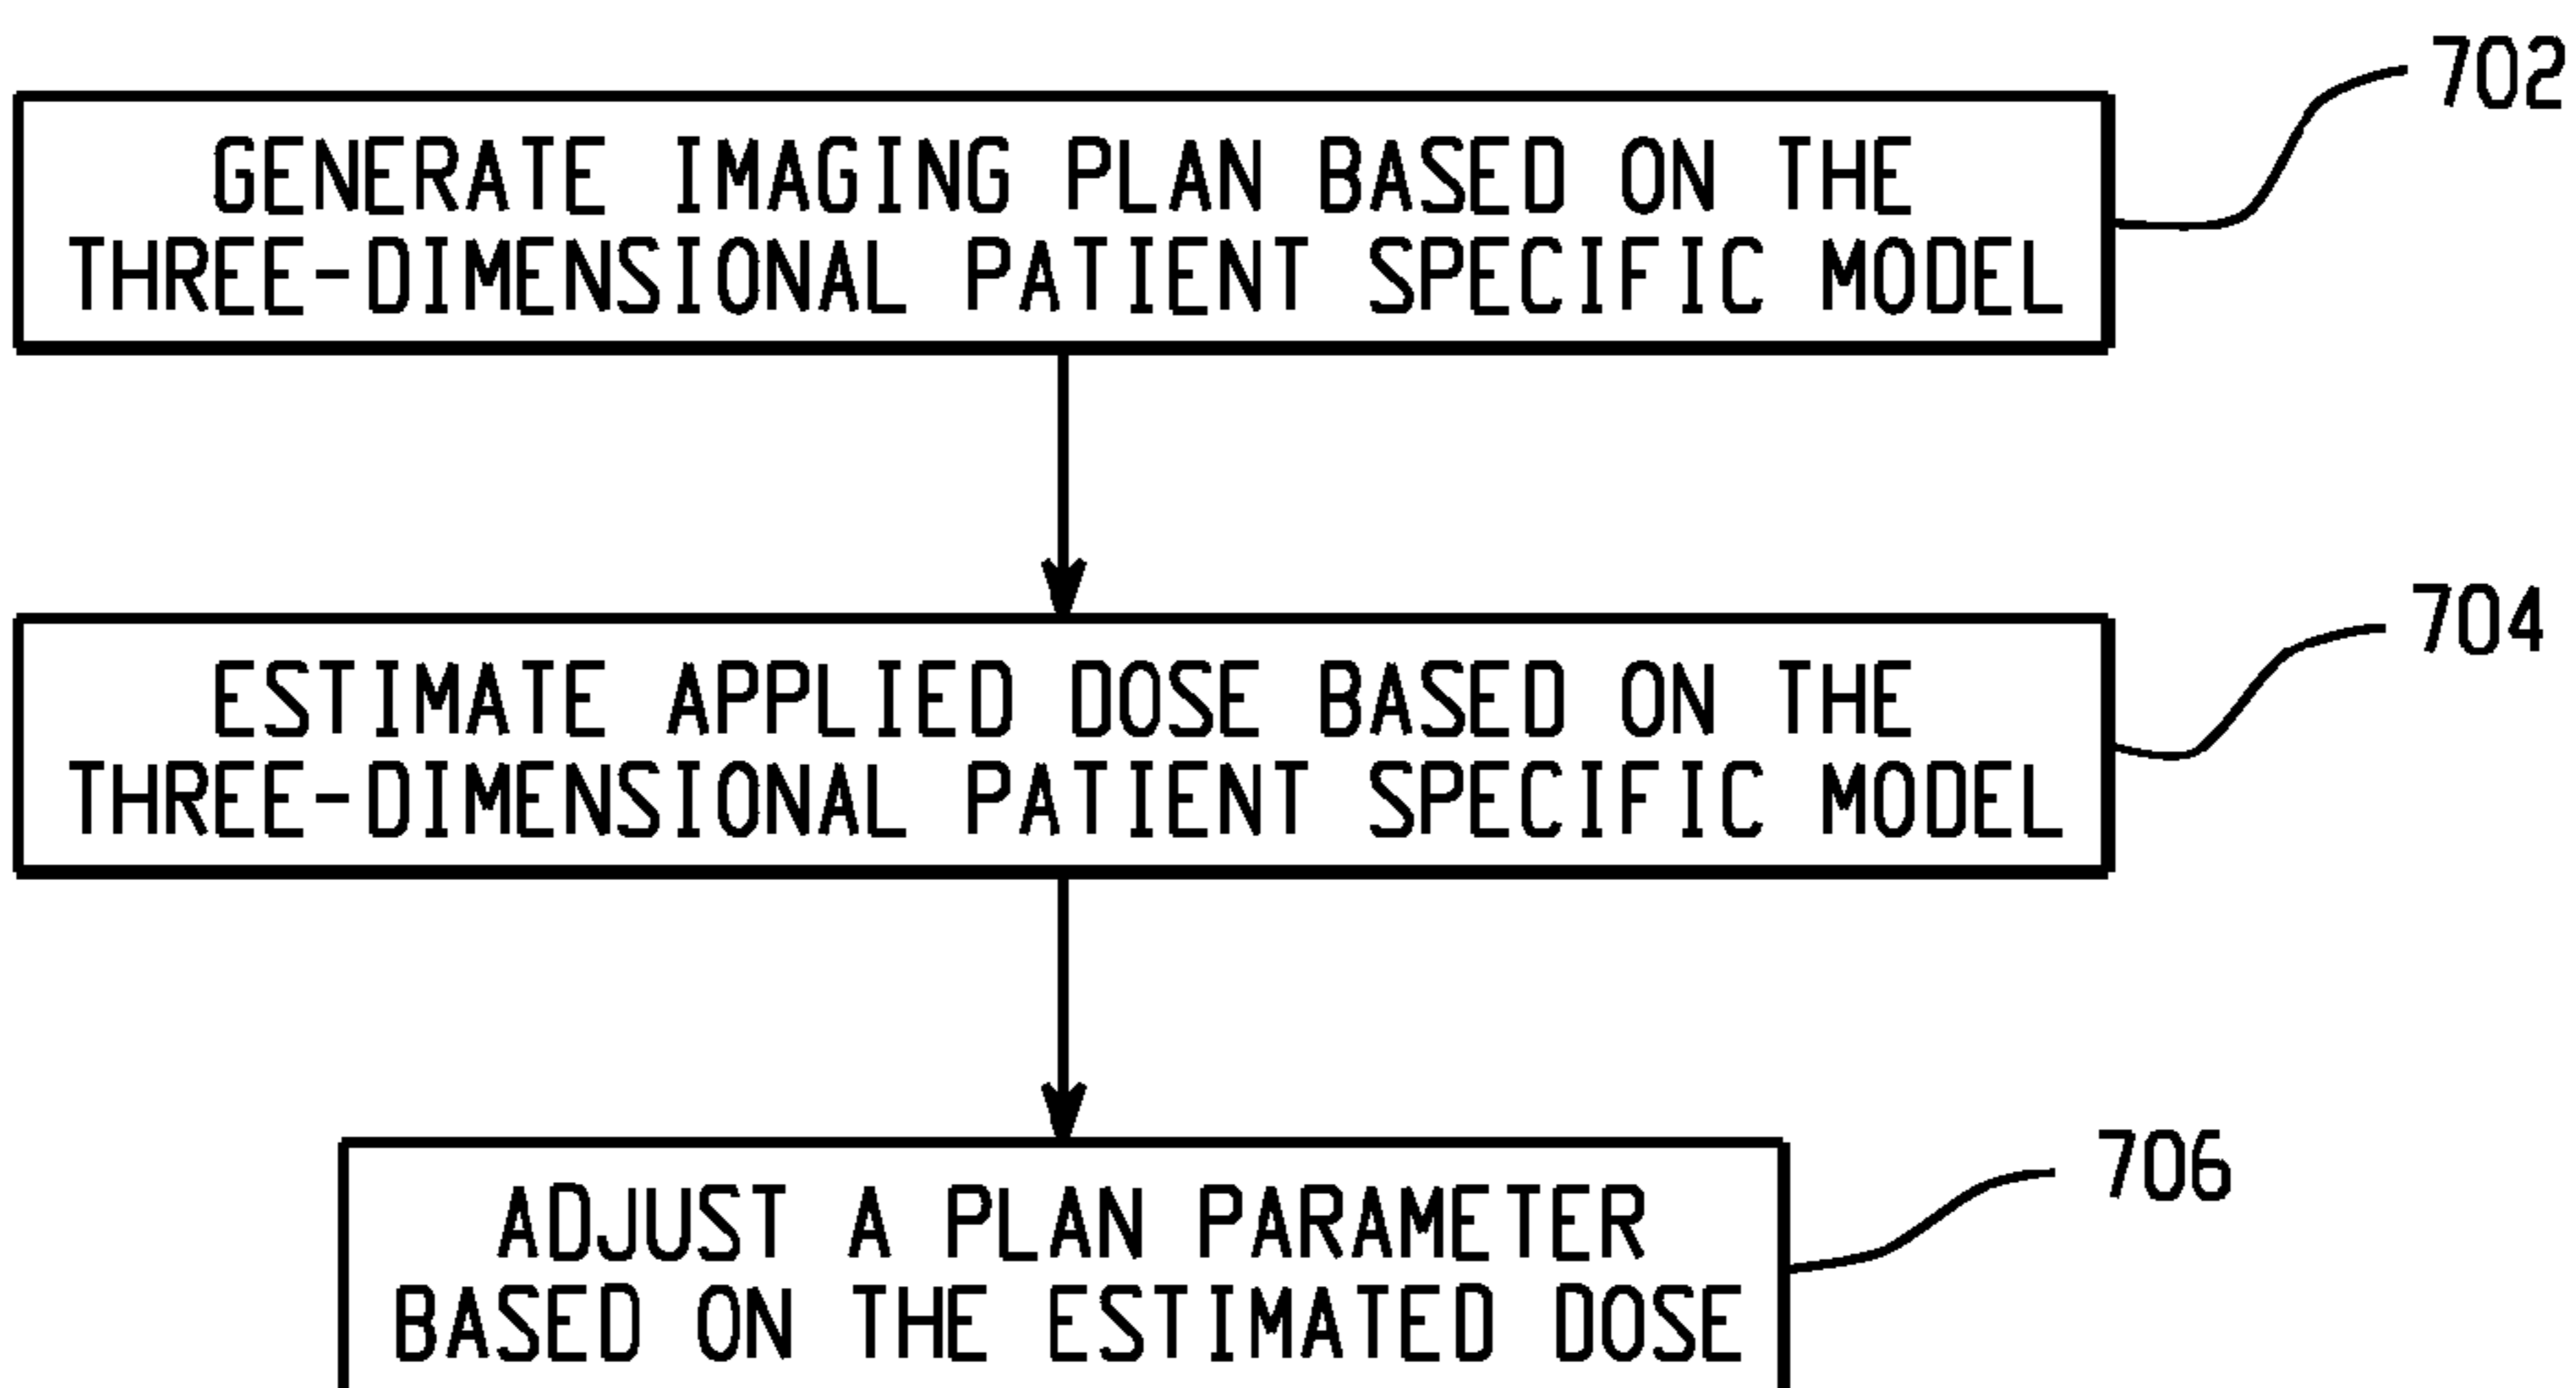 702
GENERATE IMAGING PLAN BASED ON THE
THREE-DIMENSIONAL PATIENT SPECIFIC MODEL
704
ESTIMATE APPLIED DOSE BASED ON THE
THREE-DIMENSIONAL PATIENT SPECIFIC MODEL
706
ADJUST A PLAN PARAMETER
BASED ON THE ESTIMATED DOSE